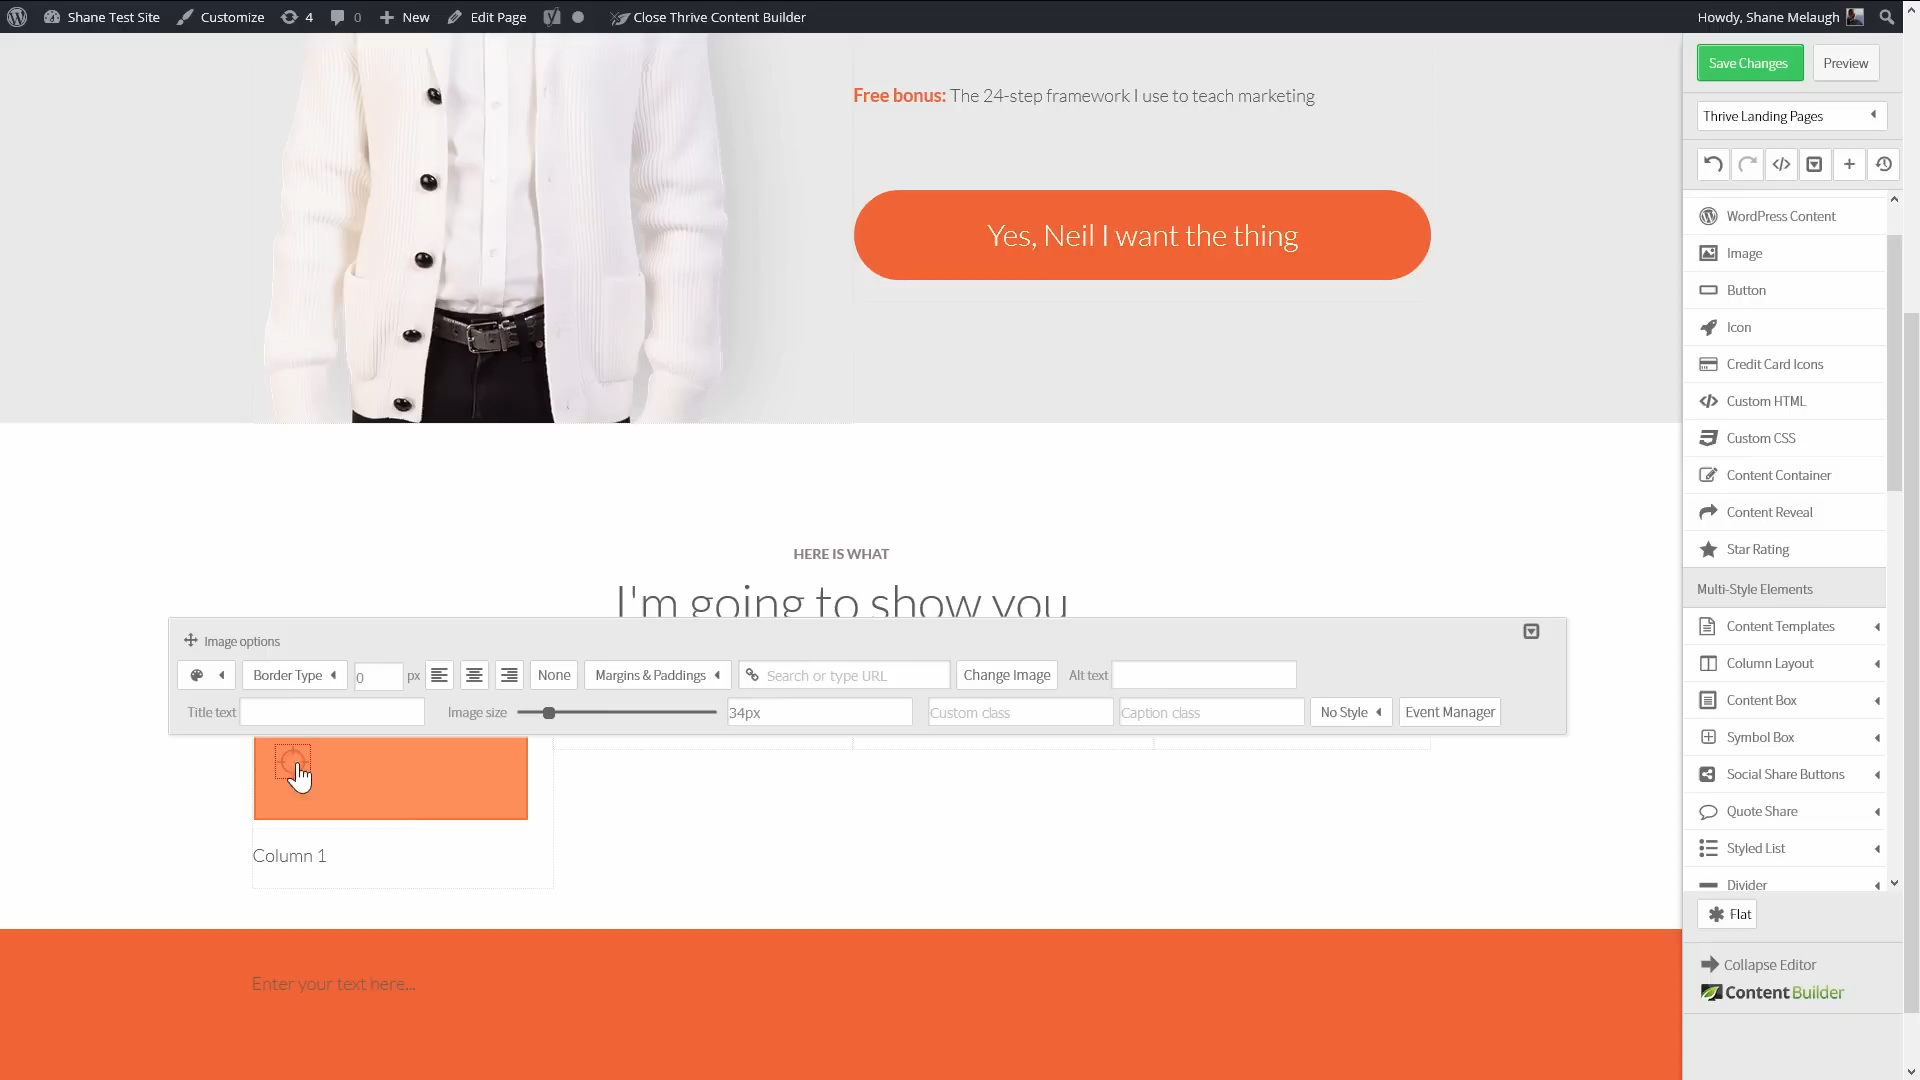 Shane Test Site Customize 4 0 New Edit Page Close Thrive Content Builder Howdy, Shane Melaugh
Save Changes Preview
Free bonus: The 24-step framework I use to teach marketing
Thrive Landing Pages
WordPress Content
Yes, Neil I want the thing
Image
Button
Icon
Credit Card Icons
Custom HTML
Custom CSS
Content Container
Content Reveal
HERE IS WHAT
Star Rating
Multi-Style Elements
I'm going to show you
Content Templates
Image options
Column Layout
Border Type 0 px None Margins & Paddings Search or type URL Change Image Alt text
Content Box
Title text Image size 34px Custom class Caption class No Style Event Manager
Symbol Box
Social Share Buttons
Quote Share
Styled List
Column 1
Divider
Flat
Collapse Editor
Enter your text here...
Content Builder